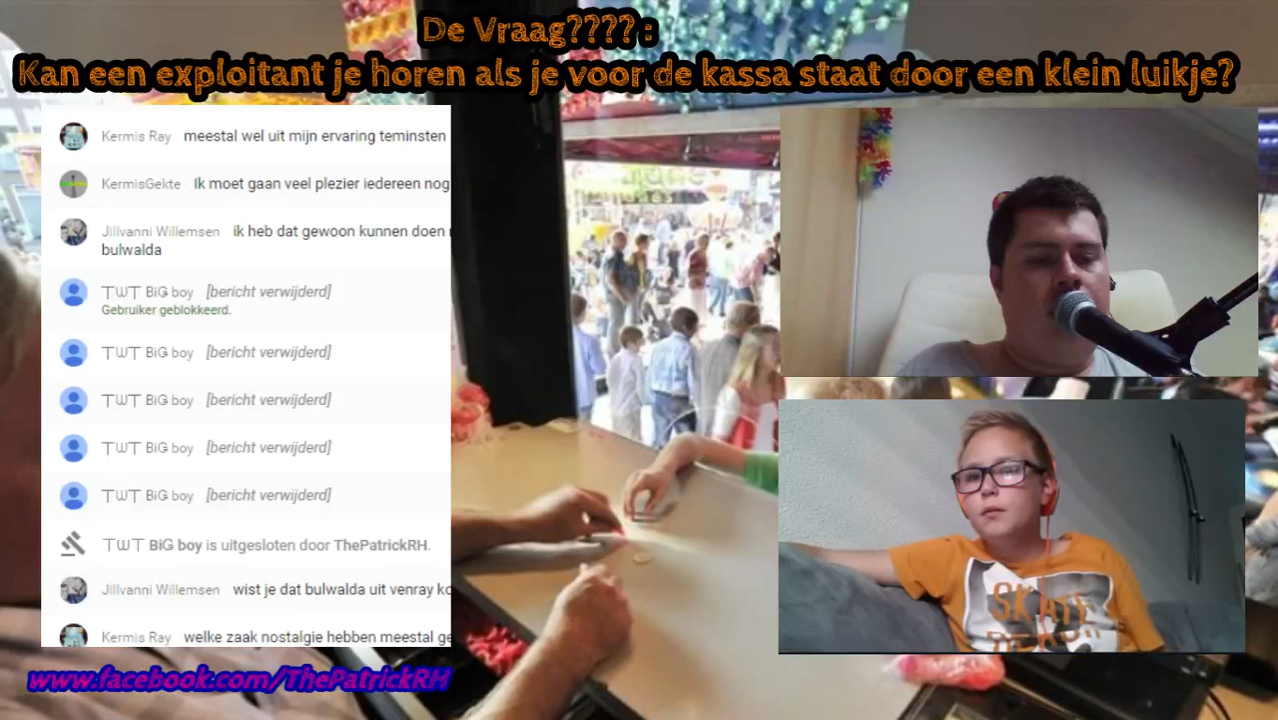 De Vraag???? :
Kan een exploitant je horen als je voor de kassa staat door een klein luikje?
Kermis Ray meestal wel uit mijn ervaring teminsten
KermisGekte Ik moet gaan veel plezier iedereen nog
Jillvanni Willemsen ik heb dat gewoon kunnen doen
bulwalda
TWT BiG boy [bericht verwijderd]
Gebruiker geblokkeerd.
TWT BiG boy [bericht verwijderd]
TWT BiG boy [bericht verwijderd]
TWT BiG boy [bericht verwijderd]
TWT BiG boy [bericht verwijderd]
TWT BiG boy is uitgesloten door ThePatrickRH.
Jillvanni Willemsen wist je dat bulwalda uit venray
Kermis Ray welke zaak nostalgie hebben meestal
www.facebook.com/ThePatrickRH
SKATE